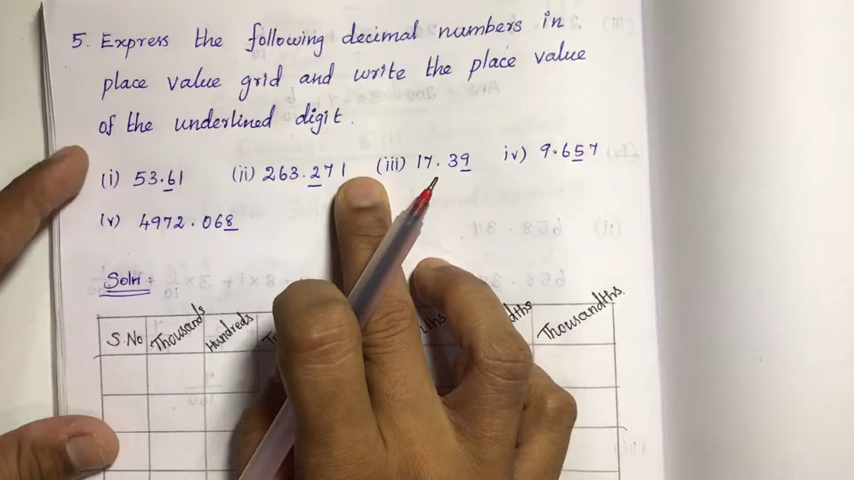 5. Express the following decimal numbers in
place value grid and write the place value
of the underlined digit.
(i) 53.61 (ii) 263.271 (iii) 17.39 iv) 9.657
(v) 4972.068
Soln:
S.No Thousands Hundreds Thousandths.